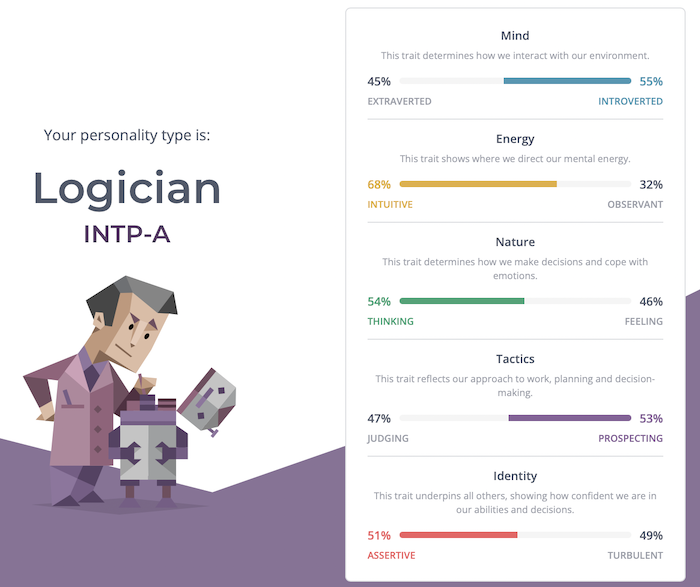 Your personality type is:
Logician
INTP-A
Mind
This trait determines how we interact with our environment.
45% 55%
EXTRAVERTED INTROVERTED
Energy
This trait shows where we direct our mental energy.
68% 32%
INTUITIVE OBSERVANT
Nature
This trait determines how we make decisions and cope with
emotions.
54% 46%
THINKING FEELING
Tactics
This trait reflects our approach to work, planning and decision-
making.
47% 53%
JUDGING PROSPECTING
Identity
This trait underpins all others, showing how confident we are in
our abilities and decisions.
51% 49%
ASSERTIVE TURBULENT